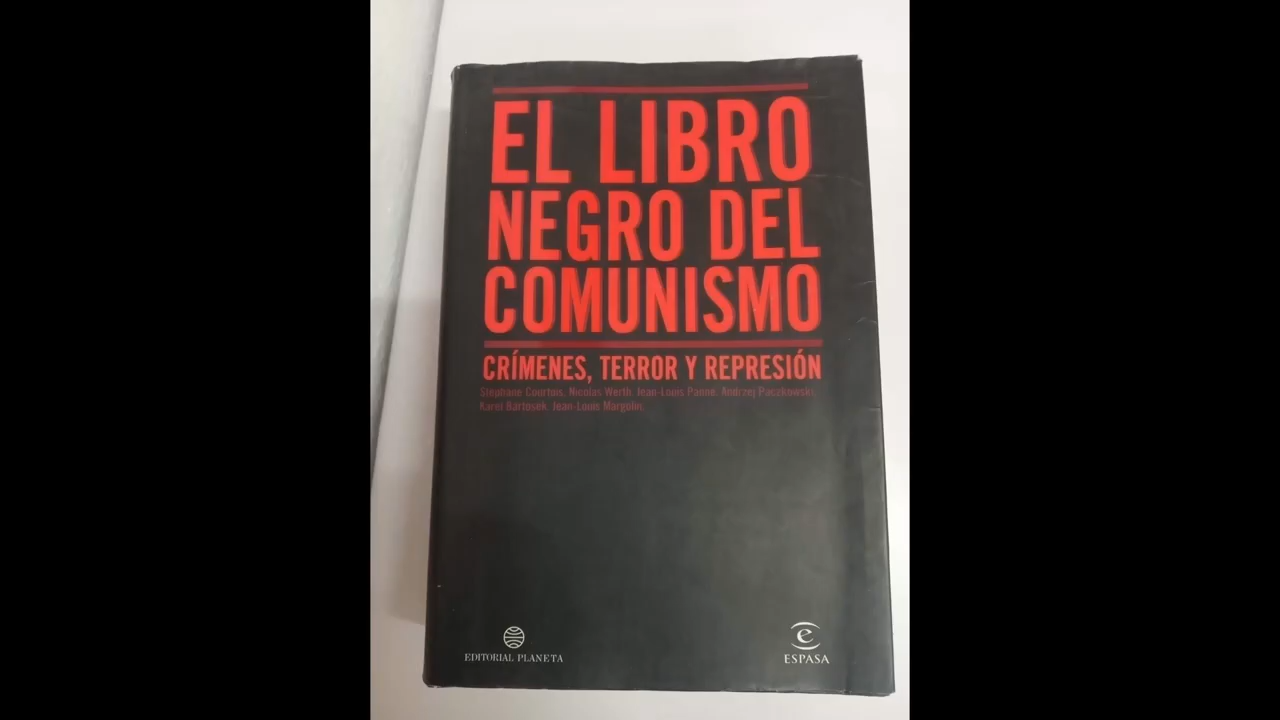 EL LIBRO
NEGRO DEL
COMUNISMO
CRÍMENES, TERROR Y REPRESIÓN
Stéphane Courtois, Nicolas Werth, Jean-Louis Panné, Andrzej Paczkowski,
Karel Bartosek, Jean-Louis Margolin
EDITORIAL PLANETA
e
ESPASA